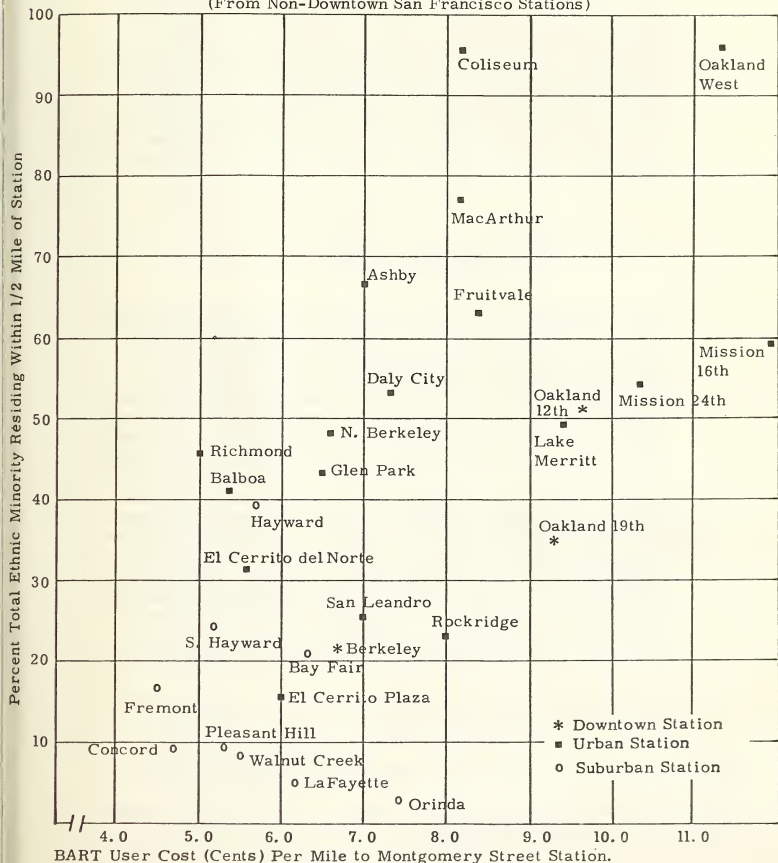 (From Non-Downtown San Francisco Stations)
100
Coliseum
Oakland
West
90
80
MacArthur
70
Ashby
Fruitvale
60
Mission
16th
Daly City
Oakland
12th *
Mission 24th
50
N. Berkeley
Lake
Merritt
Richmond
Glen Park
Balboa
40
Hayward
Oakland 19th
*
El Cerrito del Norte
30
San Leandro
Rockridge
S. Hayward
* Berkeley
20
Bay Fair
El Cerrito Plaza
Fremont
Pleasant Hill
10
Concord
Walnut Creek
LaFayette
Orinda
* Downtown Station
Urban Station
Suburban Station
Percent Total Ethnic Minority Residing Within 1/2 Mile of Station
4.0 5.0 6.0 7.0 8.0 9.0 10.0 11.0
BART User Cost (Cents) Per Mile to Montgomery Street Station.